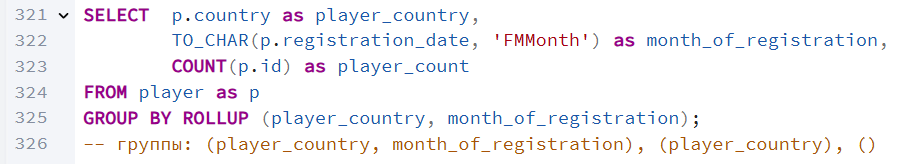 321 SELECT  p.country as player_country,
322         TO_CHAR(p.registration_date, 'FMMonth') as month_of_registration,
323         COUNT(p.id) as player_count
324 FROM player as p
325 GROUP BY ROLLUP (player_country, month_of_registration);
326 -- группы: (player_country, month_of_registration), (player_country), ()